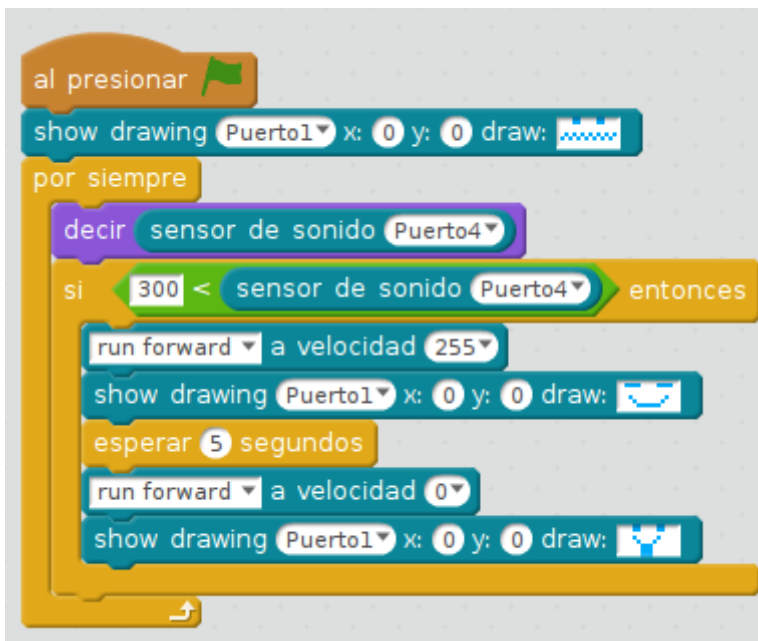 al presionar
show drawing Puerto1 x: 0 y: 0 draw:
por siempre
decir sensor de sonido Puerto4
si 300 < sensor de sonido Puerto4 entonces
run forward a velocidad 255
show drawing Puerto1 x: 0 y: 0 draw:
esperar 5 segundos
run forward a velocidad 0
show drawing Puerto1 x: 0 y: 0 draw: